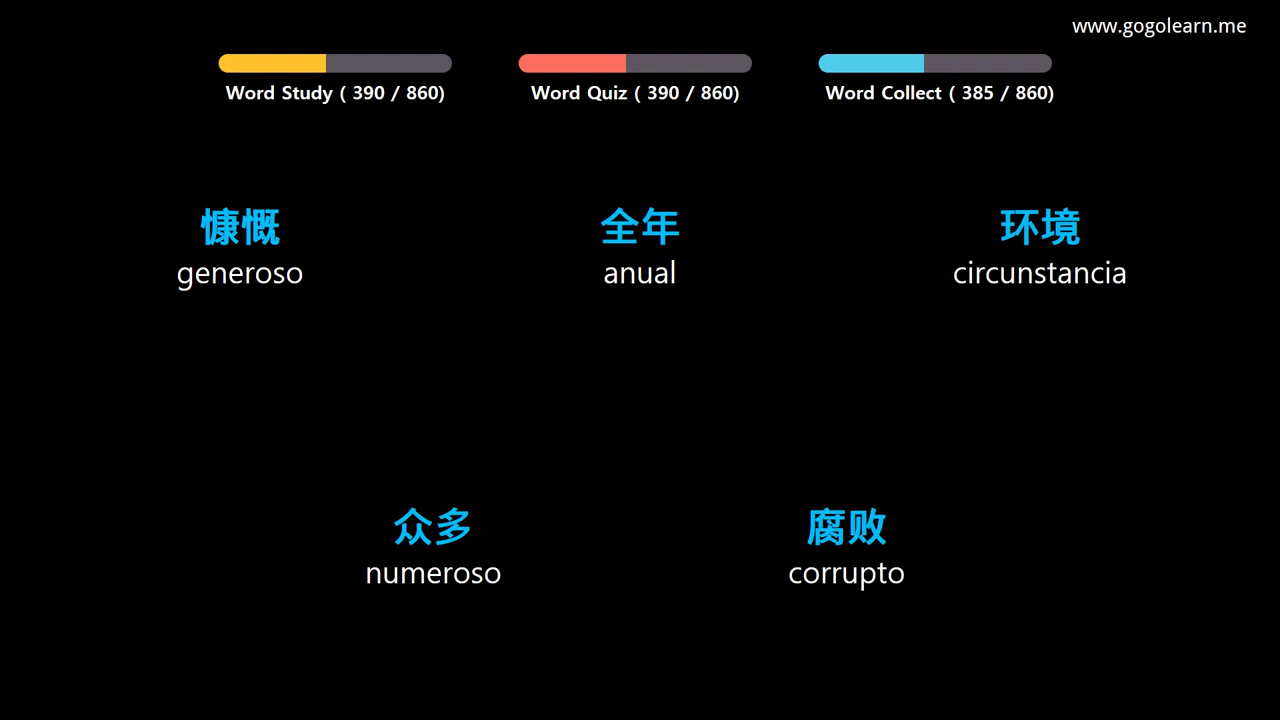 www.gogolearn.me
Word Study ( 390 / 860)
Word Quiz ( 390 / 860)
Word Collect ( 385 / 860)
慷慨
generoso
全年
anual
环境
circunstancia
众多
numeroso
腐败
corrupto